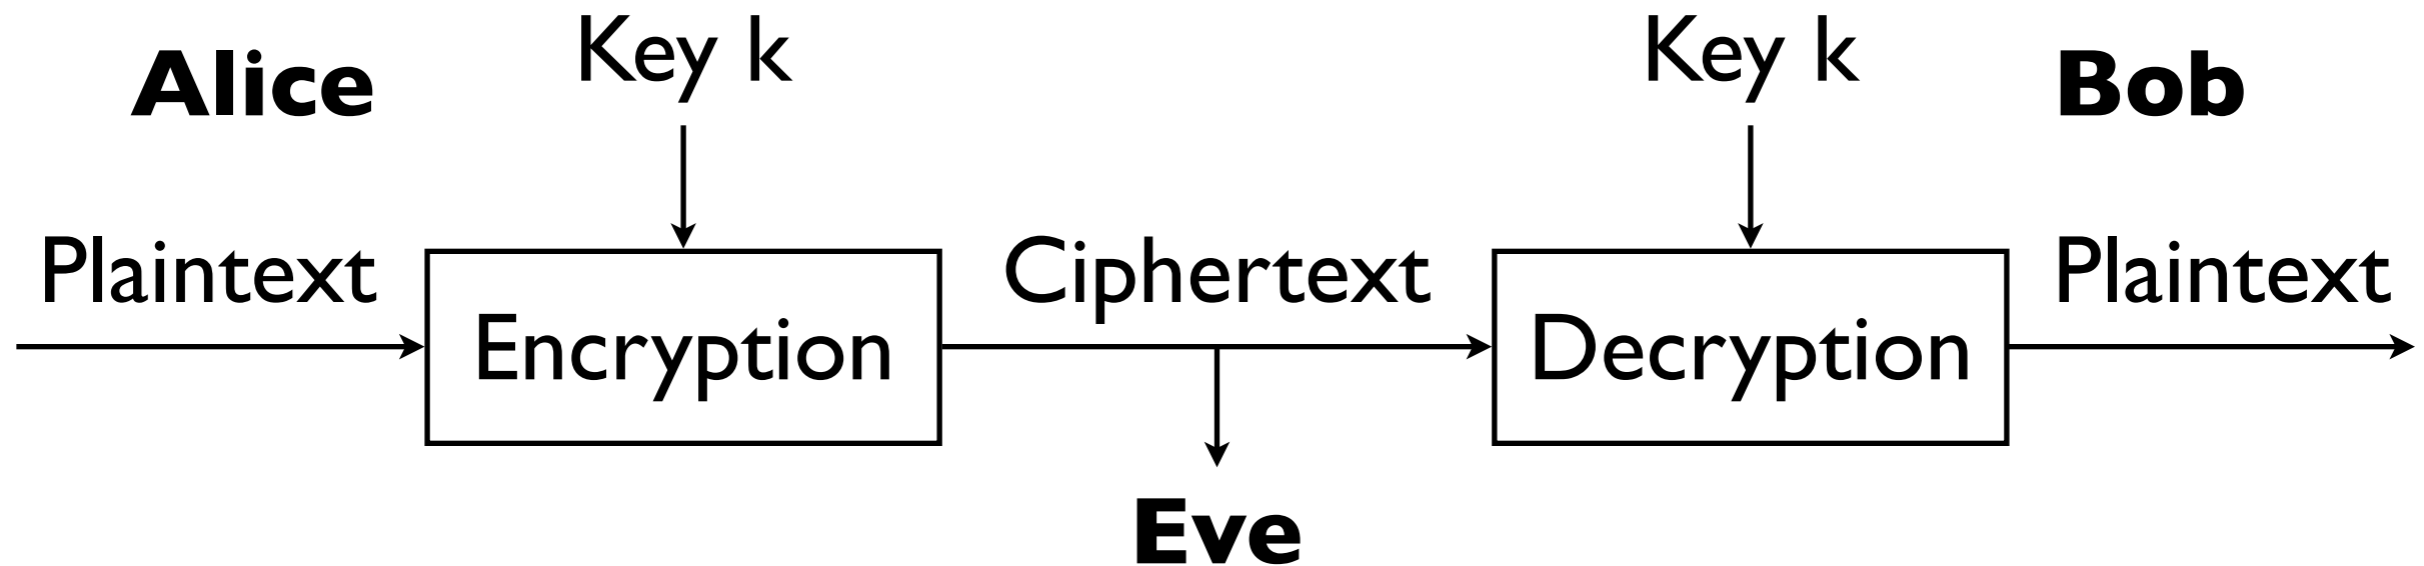 Alice
Key k
Key k
Bob
Plaintext
Encryption
Ciphertext
Decryption
Plaintext
Eve